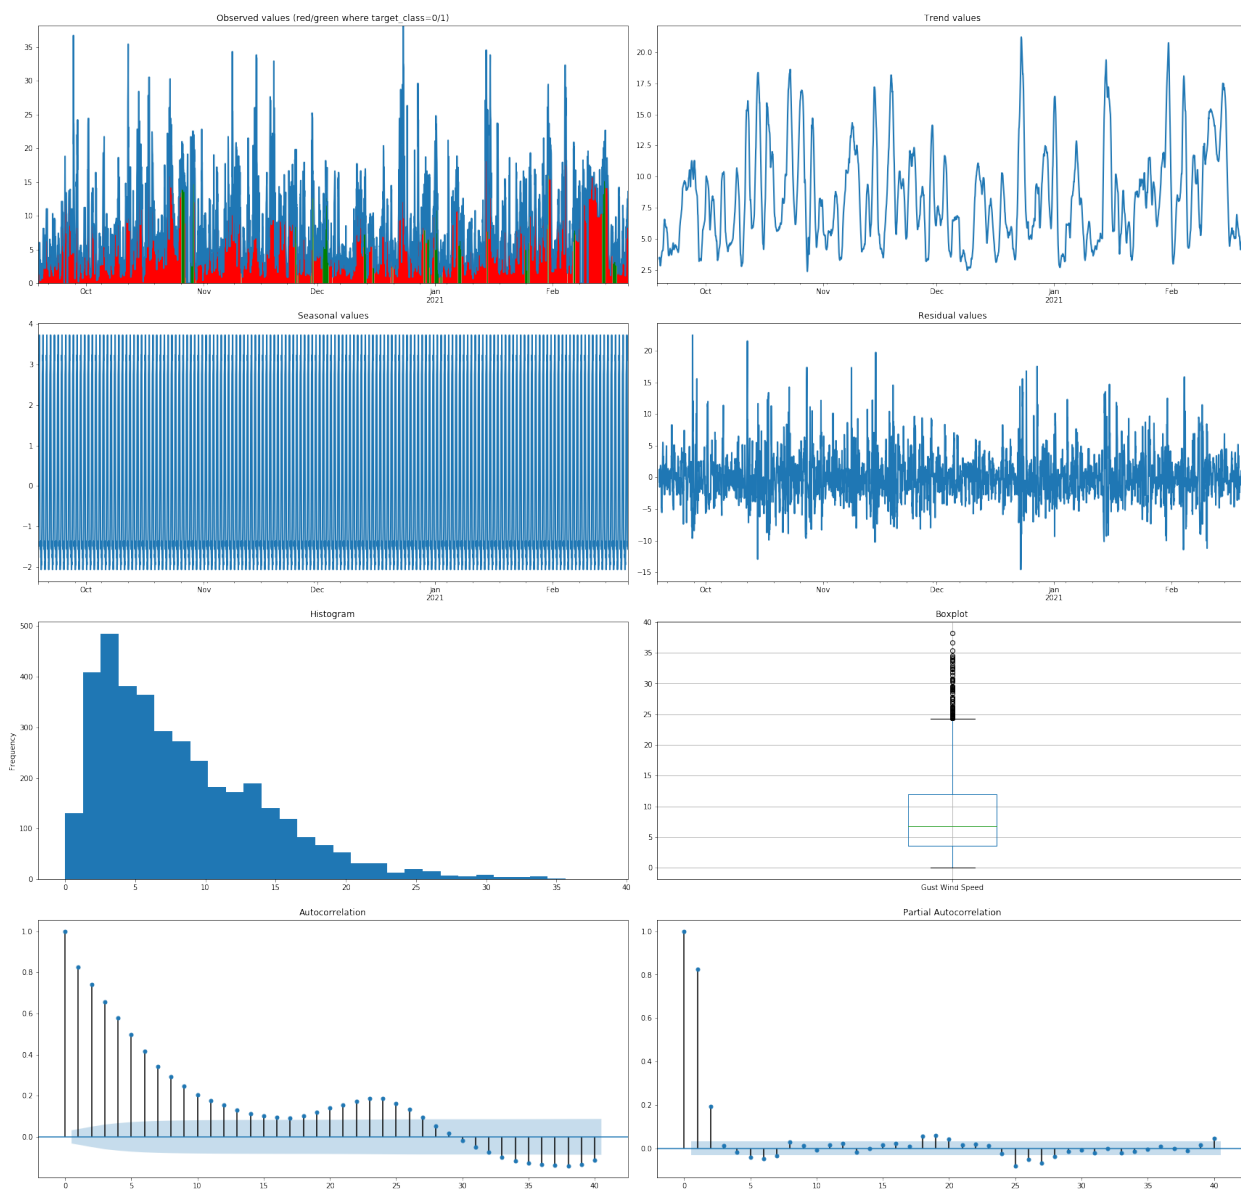 Observed values (red/green where target_class=0/1)
35
30
25
20
15
10
5
0
Oct
Nov
Dec
Jan
2021
Feb
Trend values
20.0
17.5
15.0
12.5
10.0
7.5
5.0
2.5
Oct
Nov
Dec
Jan
2021
Feb
Seasonal values
4
3
2
1
0
−1
−2
Oct
Nov
Dec
Jan
2021
Feb
Residual values
20
15
10
5
0
−5
−10
−15
Oct
Nov
Dec
Jan
2021
Feb
Histogram
Frequency
500
400
300
200
100
0
0
5
10
15
20
25
30
35
40
Boxplot
40
35
30
25
20
15
10
5
0
Gust Wind Speed
Autocorrelation
1.0
0.8
0.6
0.4
0.2
0.0
0
5
10
15
20
25
30
35
40
Partial Autocorrelation
1.0
0.8
0.6
0.4
0.2
0.0
0
5
10
15
20
25
30
35
40